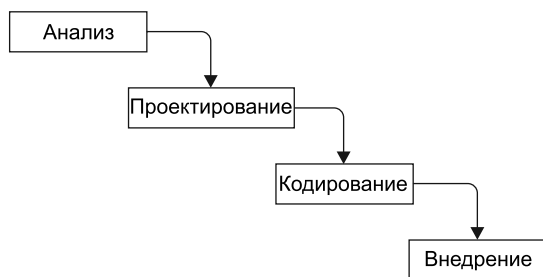 Анализ
Проектирование
Кодирование
Внедрение